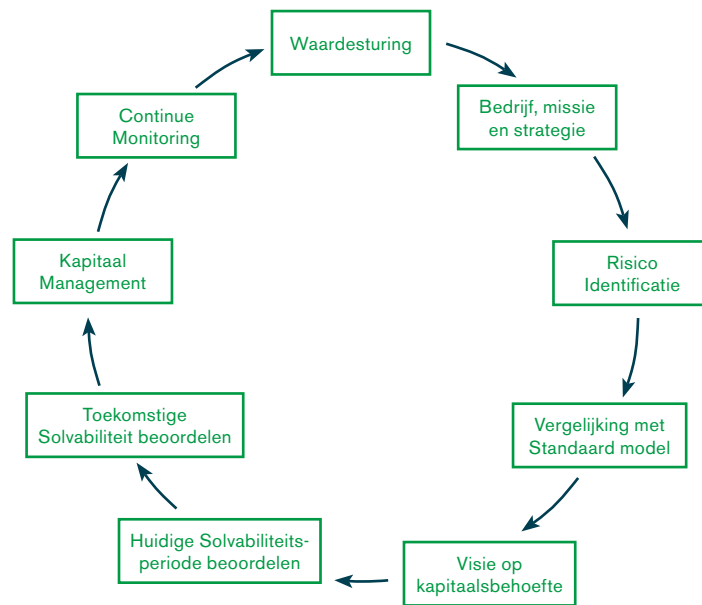 Waardesturing
Bedrijf, missie
en strategie
Risico
Identificatie
Vergelijking met
Standaard model
Visie op
kapitaalsbehoefte
Huidige Solvabiliteits-
periode beoordelen
Toekomstige
Solvabiliteit beoordelen
Kapitaal
Management
Continue
Monitoring